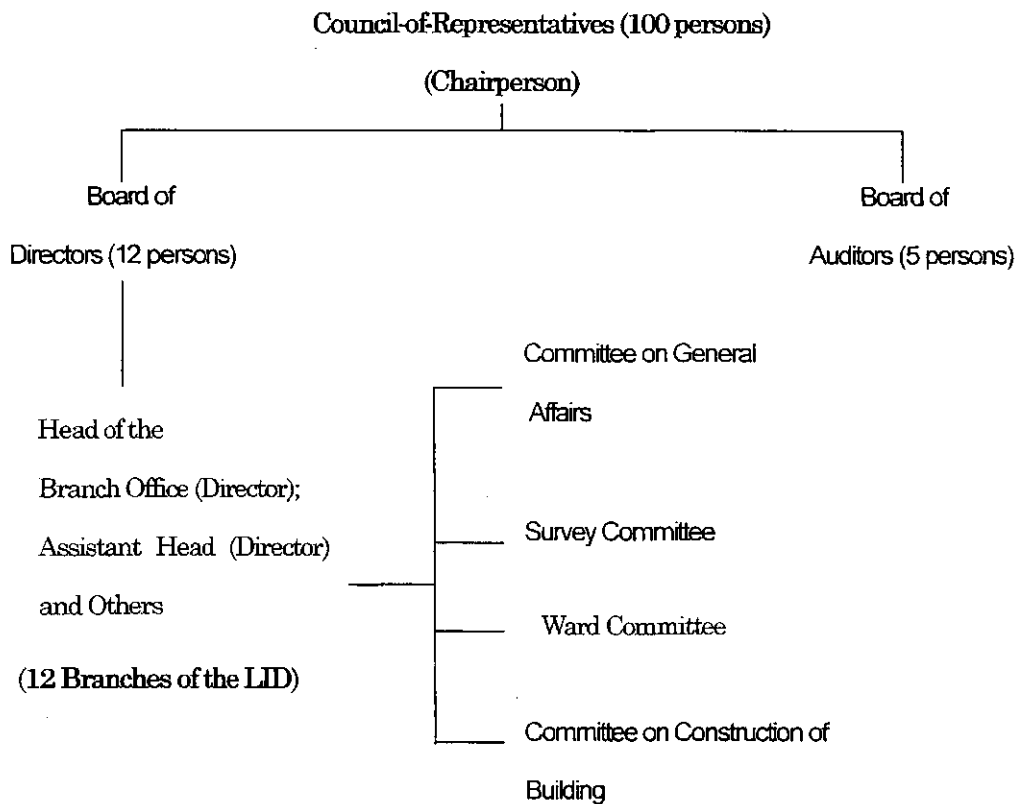 Council-of-Representatives (100 persons)
(Chairperson)
Board of
Directors (12 persons)
Board of
Auditors (5 persons)
Head of the
Branch Office (Director);
Assistant Head (Director)
and Others
(12 Branches of the LID)
Committee on General
Affairs
Survey Committee
Ward Committee
Committee on Construction of
Building